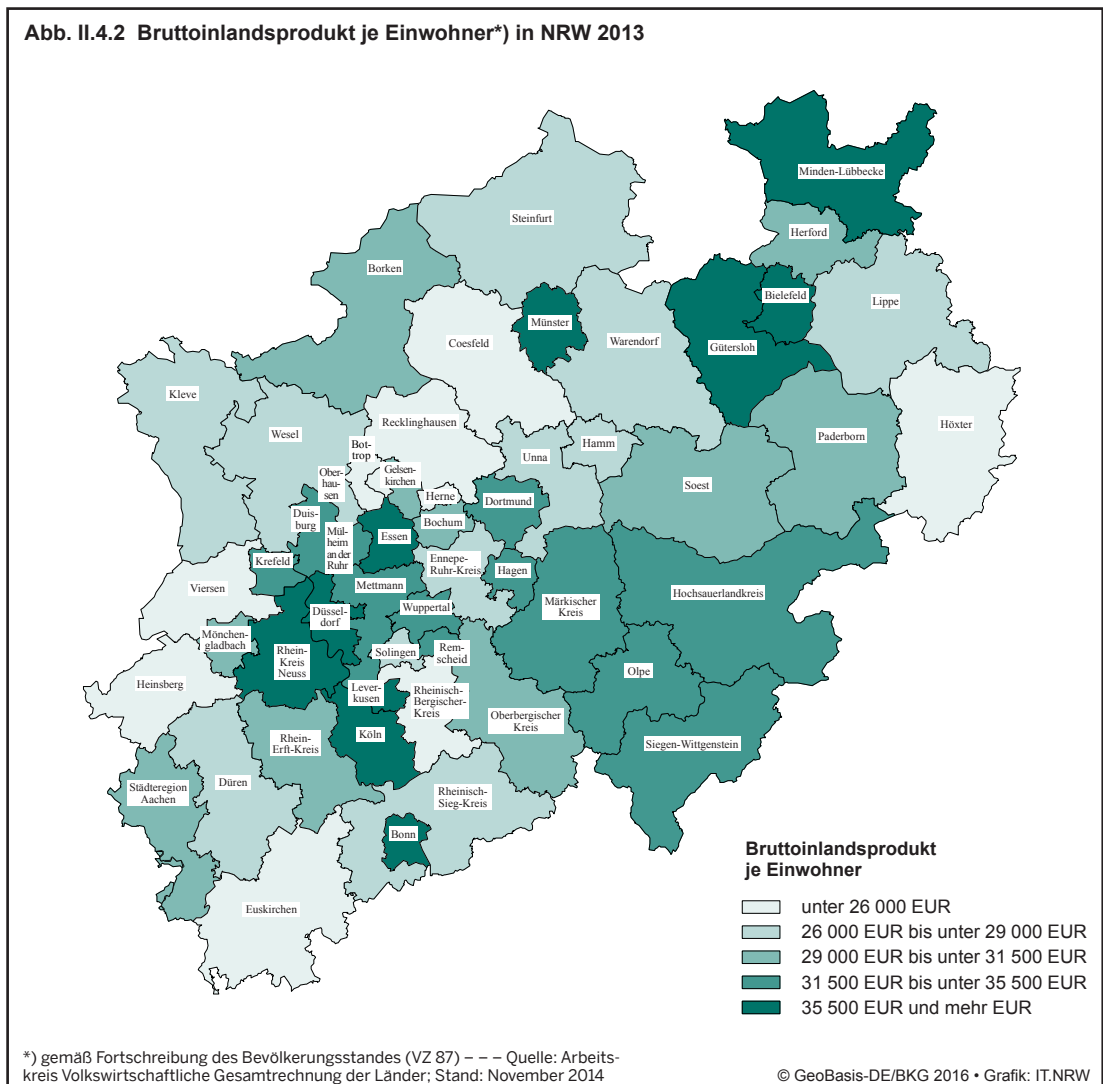 Abb. II.4.2 Bruttoinlandsprodukt je Einwohner*) in NRW 2013
Minden-Lübbecke
Steinfurt
Herford
Borken
Bielefeld
Lippe
Münster
Coesfeld
Warendorf
Gütersloh
Kleve
Recklinghausen
Höxter
Wesel
Paderborn
Bot-
trop
Hamm
Unna
Gelsen-
kirchen
Ober-
hau-
sen
Soest
Herne
Dortmund
Duis-
burg
Bochum
Mül-
heim
an der
Ruhr
Essen
Ennepe-
Ruhr-Kreis
Krefeld
Hagen
Mettmann
Viersen
Hochsauerlandkreis
Märkischer
Kreis
Wuppertal
Düssel-
dorf
Mönchen-
gladbach
Rhein-
Kreis
Neuss
Solingen
Rem-
scheid
Olpe
Heinsberg
Lever-
kusen
Rheinisch-
Bergischer-
Kreis
Oberbergischer
Kreis
Köln
Rhein-
Erft-Kreis
Siegen-Wittgenstein
Düren
Städteregion
Aachen
Rheinisch-
Sieg-Kreis
Bonn
Euskirchen
Bruttoinlandsprodukt
je Einwohner
unter 26 000 EUR
26 000 EUR bis unter 29 000 EUR
29 000 EUR bis unter 31 500 EUR
31 500 EUR bis unter 35 500 EUR
35 500 EUR und mehr EUR
*) gemäß Fortschreibung des Bevölkerungsstandes (VZ 87) – – – Quelle: Arbeits-
kreis Volkswirtschaftliche Gesamtrechnung der Länder; Stand: November 2014
© GeoBasis-DE/BKG 2016 • Grafik: IT.NRW